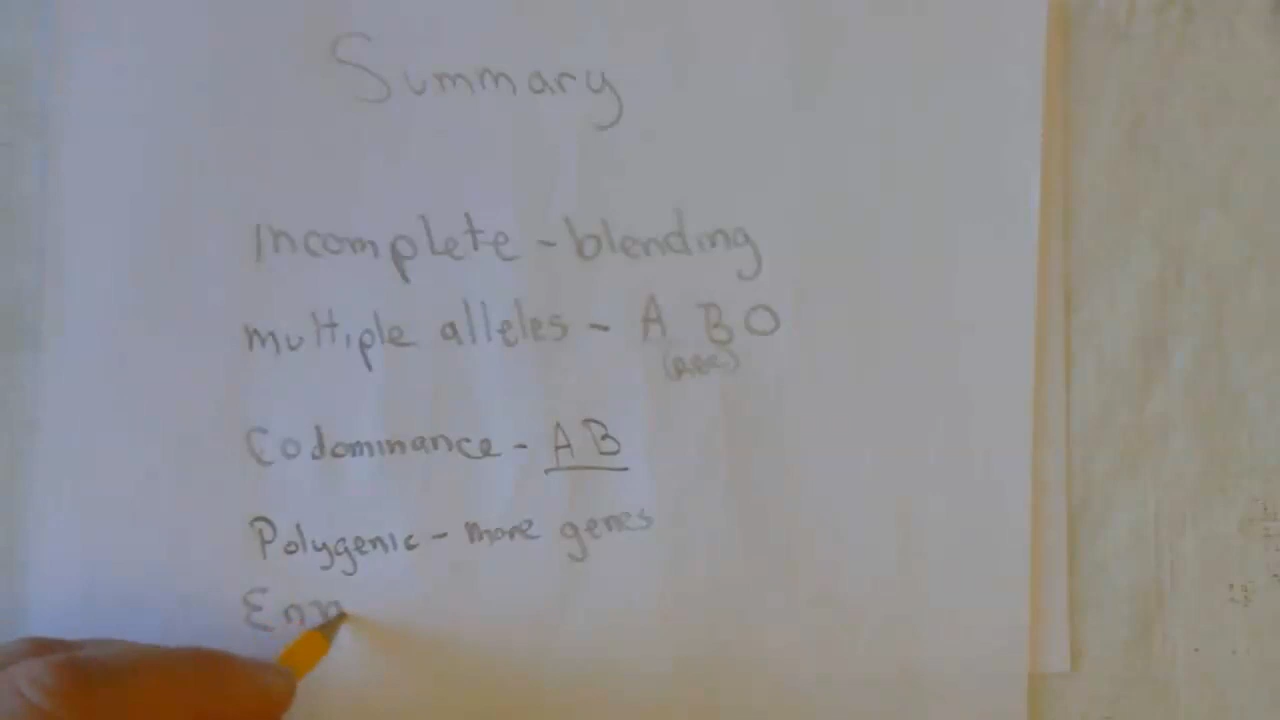 Summary
Incomplete - blending
multiple alleles - A B O
Codominance - AB
Polygenic - more genes